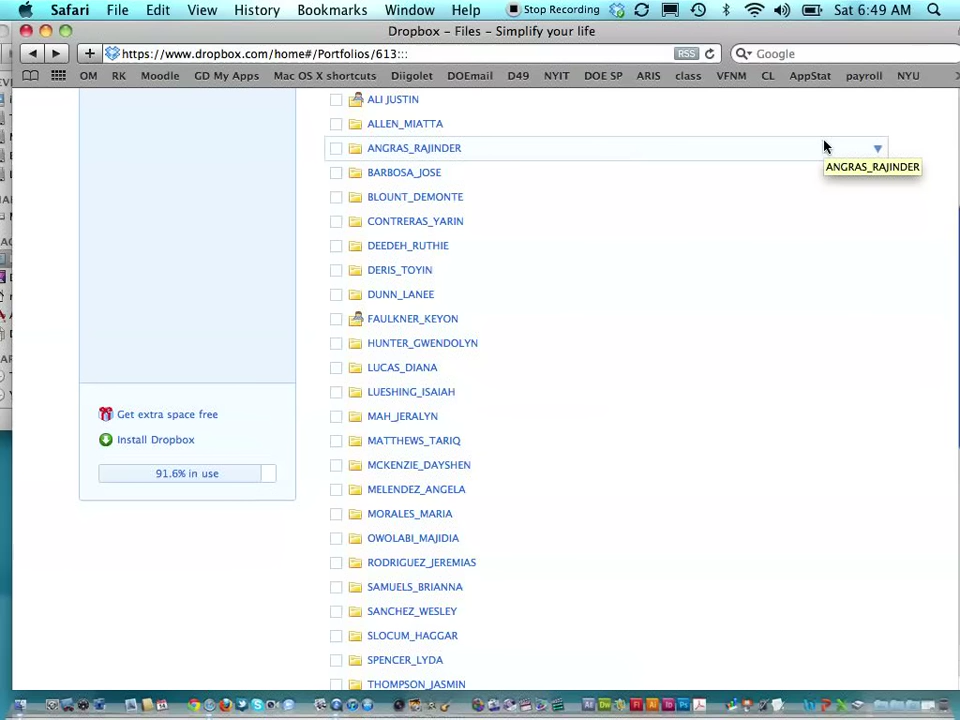 Safari File Edit View History Bookmarks Window Help Stop Recording Sat 6:49 AM
Dropbox – Files – Simplify your life
https://www.dropbox.com/home#/Portfolios/613::: RSS Google
OM RK Moodle GD My Apps Mac OS X shortcuts Diigolet DOEmail D49 NYIT DOE SP ARIS class VFNM CL AppStat payroll NYU
ALI JUSTIN
ALLEN_MIATTA
ANGRAS_RAJINDER
ANGRAS_RAJINDER
BARBOSA_JOSE
BLOUNT_DEMONTE
CONTRERAS_YARIN
DEEDEH_RUTHIE
DERIS_TOYIN
DUNN_LANEE
FAULKNER_KEYON
HUNTER_GWENDOLYN
LUCAS_DIANA
LUESHING_ISAIAH
MAH_JERALYN
MATTHEWS_TARIQ
MCKENZIE_DAYSHEN
MELENDEZ_ANGELA
MORALES_MARIA
OWOLABI_MAJIDIA
RODRIGUEZ_JEREMIAS
SAMUELS_BRIANNA
SANCHEZ_WESLEY
SLOCUM_HAGGAR
SPENCER_LYDA
THOMPSON_JASMIN
Get extra space free
Install Dropbox
91.6% in use